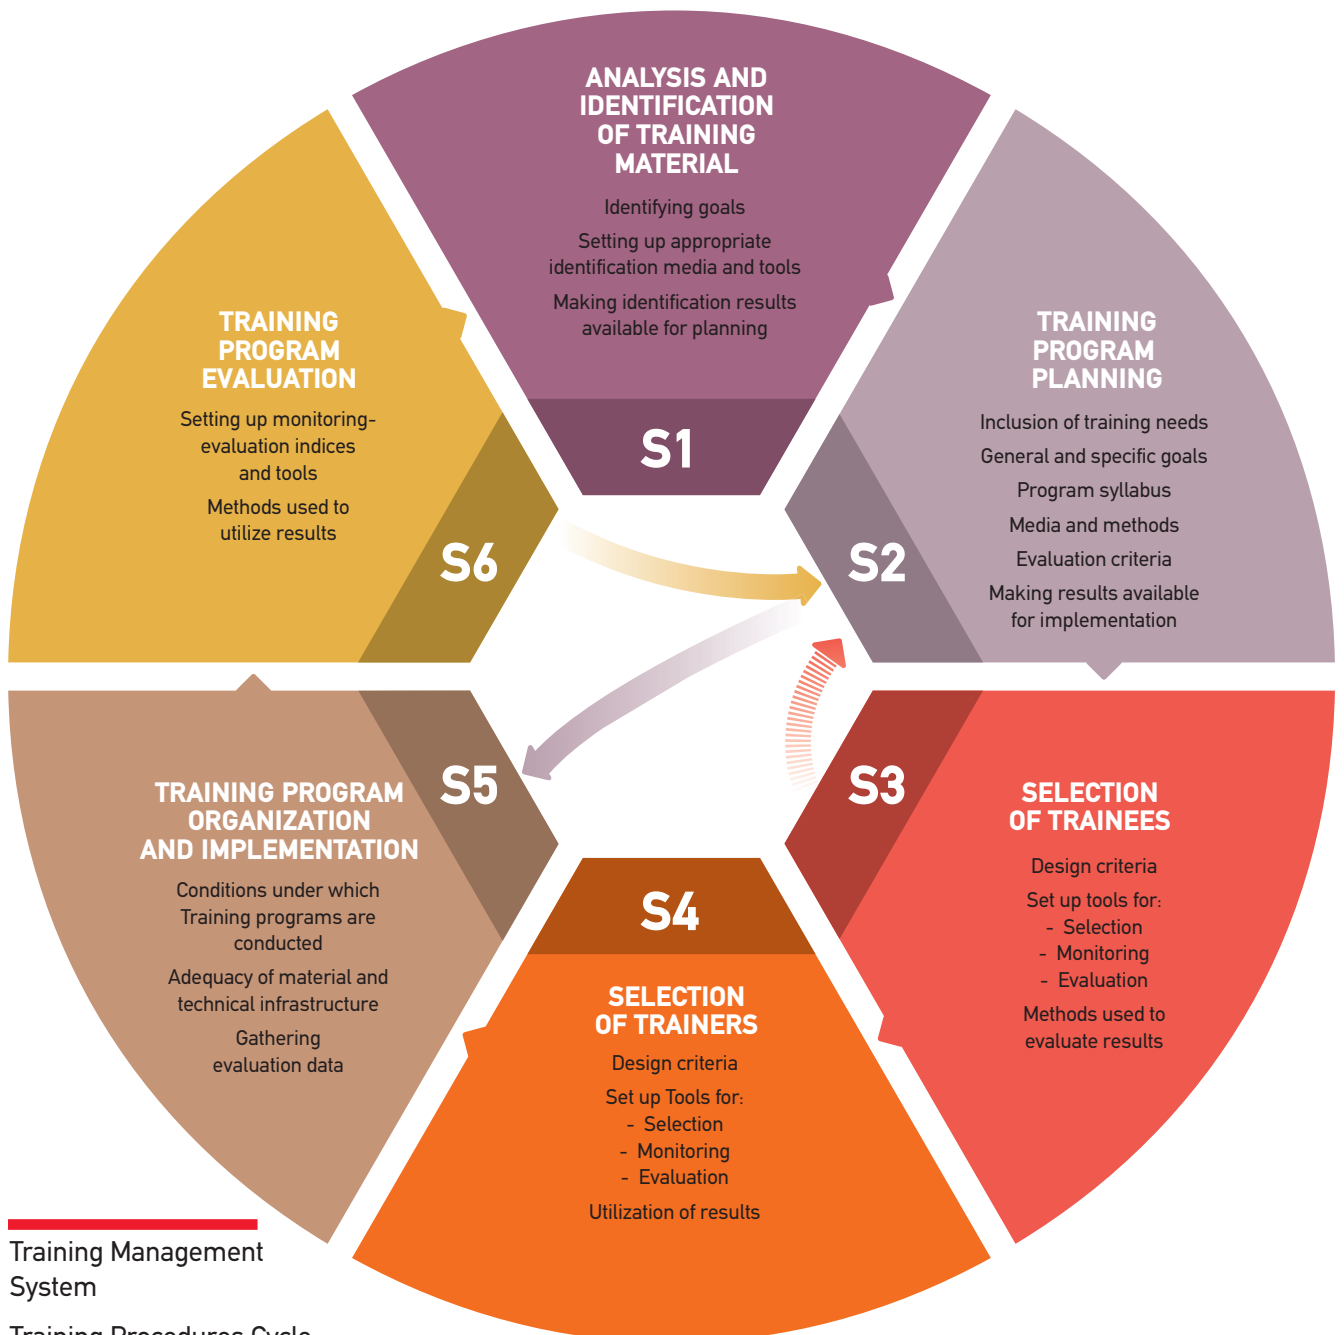 ANALYSIS AND
IDENTIFICATION
OF TRAINING
MATERIAL
Identifying goals
Setting up appropriate
identification media and tools
Making identification results
available for planning
S1
TRAINING
PROGRAM
PLANNING
Inclusion of training needs
General and specific goals
Program syllabus
Media and methods
Evaluation criteria
Making results available
for implementation
S2
S3
SELECTION
OF TRAINEES
Design criteria
Set up tools for:
- Selection
- Monitoring
- Evaluation
Methods used to
evaluate results
S4
SELECTION
OF TRAINERS
Design criteria
Set up Tools for:
- Selection
- Monitoring
- Evaluation
Utilization of results
S5
TRAINING PROGRAM
ORGANIZATION
AND IMPLEMENTATION
Conditions under which
Training programs are
conducted
Adequacy of material and
technical infrastructure
Gathering
evaluation data
TRAINING
PROGRAM
EVALUATION
Setting up monitoring-
evaluation indices
and tools
Methods used to
utilize results
S6
Training Management
System
Training Procedures Cycle